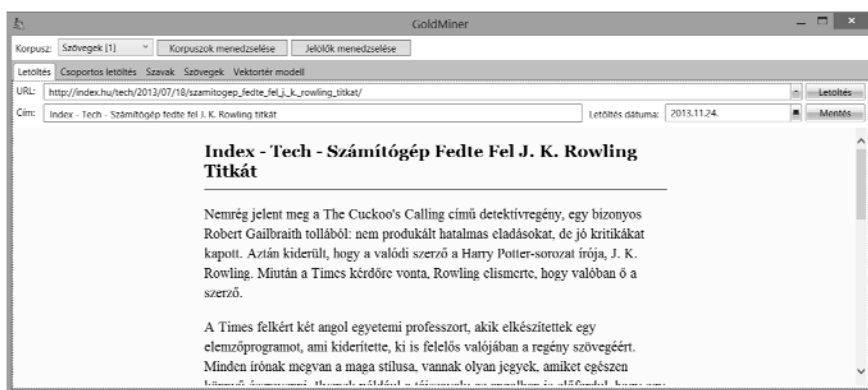 GoldMiner
Korpusz: Szövegek [1] Korpuszok menedzselése Jelölők menedzselése
Letöltés Csoportos letöltés Szavak Szövegek Vektortér modell
URL: http://index.hu/tech/2013/07/18/szamitogep_fedte_fel_j._k._rowling_titkat/ Letöltés
Cím: Index - Tech - Számítógép fedte fel J. K. Rowling titkát Letöltés dátuma: 2013.11.24. Mentés
Index - Tech - Számítógép Fedte Fel J. K. Rowling
Titkát
Nemrég jelent meg a The Cuckoo's Calling című detektívregény, egy bizonyos
Robert Gailbraith tollából: nem produkált hatalmas eladásokat, de jó kritikákat
kapott. Aztán kiderült, hogy a valódi szerző a Harry Potter-sorozat írója, J. K.
Rowling. Miután a Times kérdőre vonta, Rowling elismerte, hogy valóban ő a
szerző.
A Times felkért két angol egyetemi professzort, akik elkészítettek egy
elemzőprogramot, ami kiderítette, ki is felelős valójában a regény szövegéért.
Minden írónak megvan a maga stílusa, vannak olyan jegyek, amiket egészen